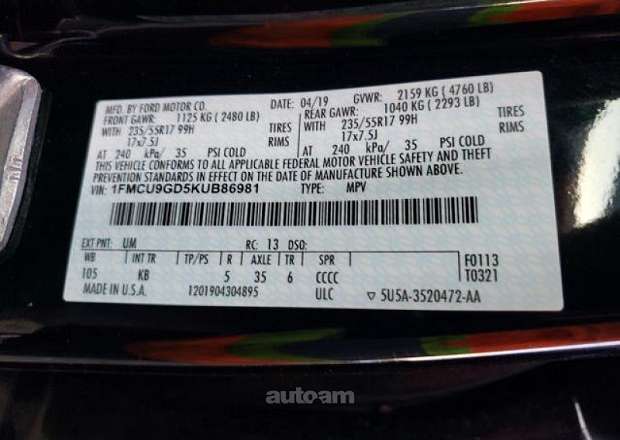 MFD. BY FORD MOTOR CO. DATE: 04/19 GVWR: 2159 KG ( 4760 LB)
FRONT GAWR: 1125 KG ( 2480 LB) REAR GAWR: 1040 KG ( 2293 LB)
WITH 235/55R17 99H TIRES WITH 235/55R17 99H TIRES
17x7.5J RIMS 17x7.5J RIMS
AT 240 kPa/ 35 PSI COLD AT 240 kPa/ 35 PSI COLD
THIS VEHICLE CONFORMS TO ALL APPLICABLE FEDERAL MOTOR VEHICLE SAFETY AND THEFT
PREVENTION STANDARDS IN EFFECT ON THE DATE OF MANUFACTURE SHOWN ABOVE.
VIN: 1FMCU9GD5KUB86981 TYPE: MPV
EXT PNT: UM RC: 13 DSO:
WB INT TR TP/PS R AXLE TR SPR F0113
105 KB 5 35 6 CCCC T0321
MADE IN U.S.A. 1201904304895 ULC ▽ 5U5A-3520472-AA
auto-am